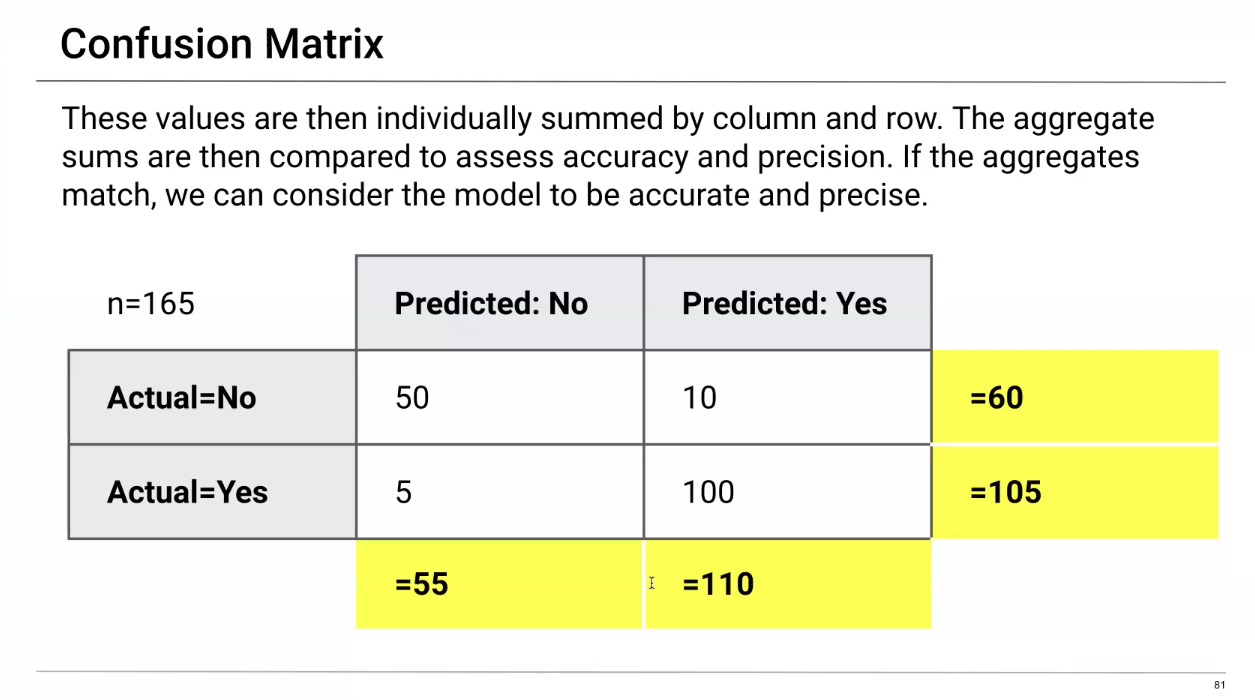 Confusion Matrix
These values are then individually summed by column and row. The aggregate
sums are then compared to assess accuracy and precision. If the aggregates
match, we can consider the model to be accurate and precise.
n=165 Predicted: No Predicted: Yes
Actual=No 50 10 =60
Actual=Yes 5 100 =105
=55 =110
81